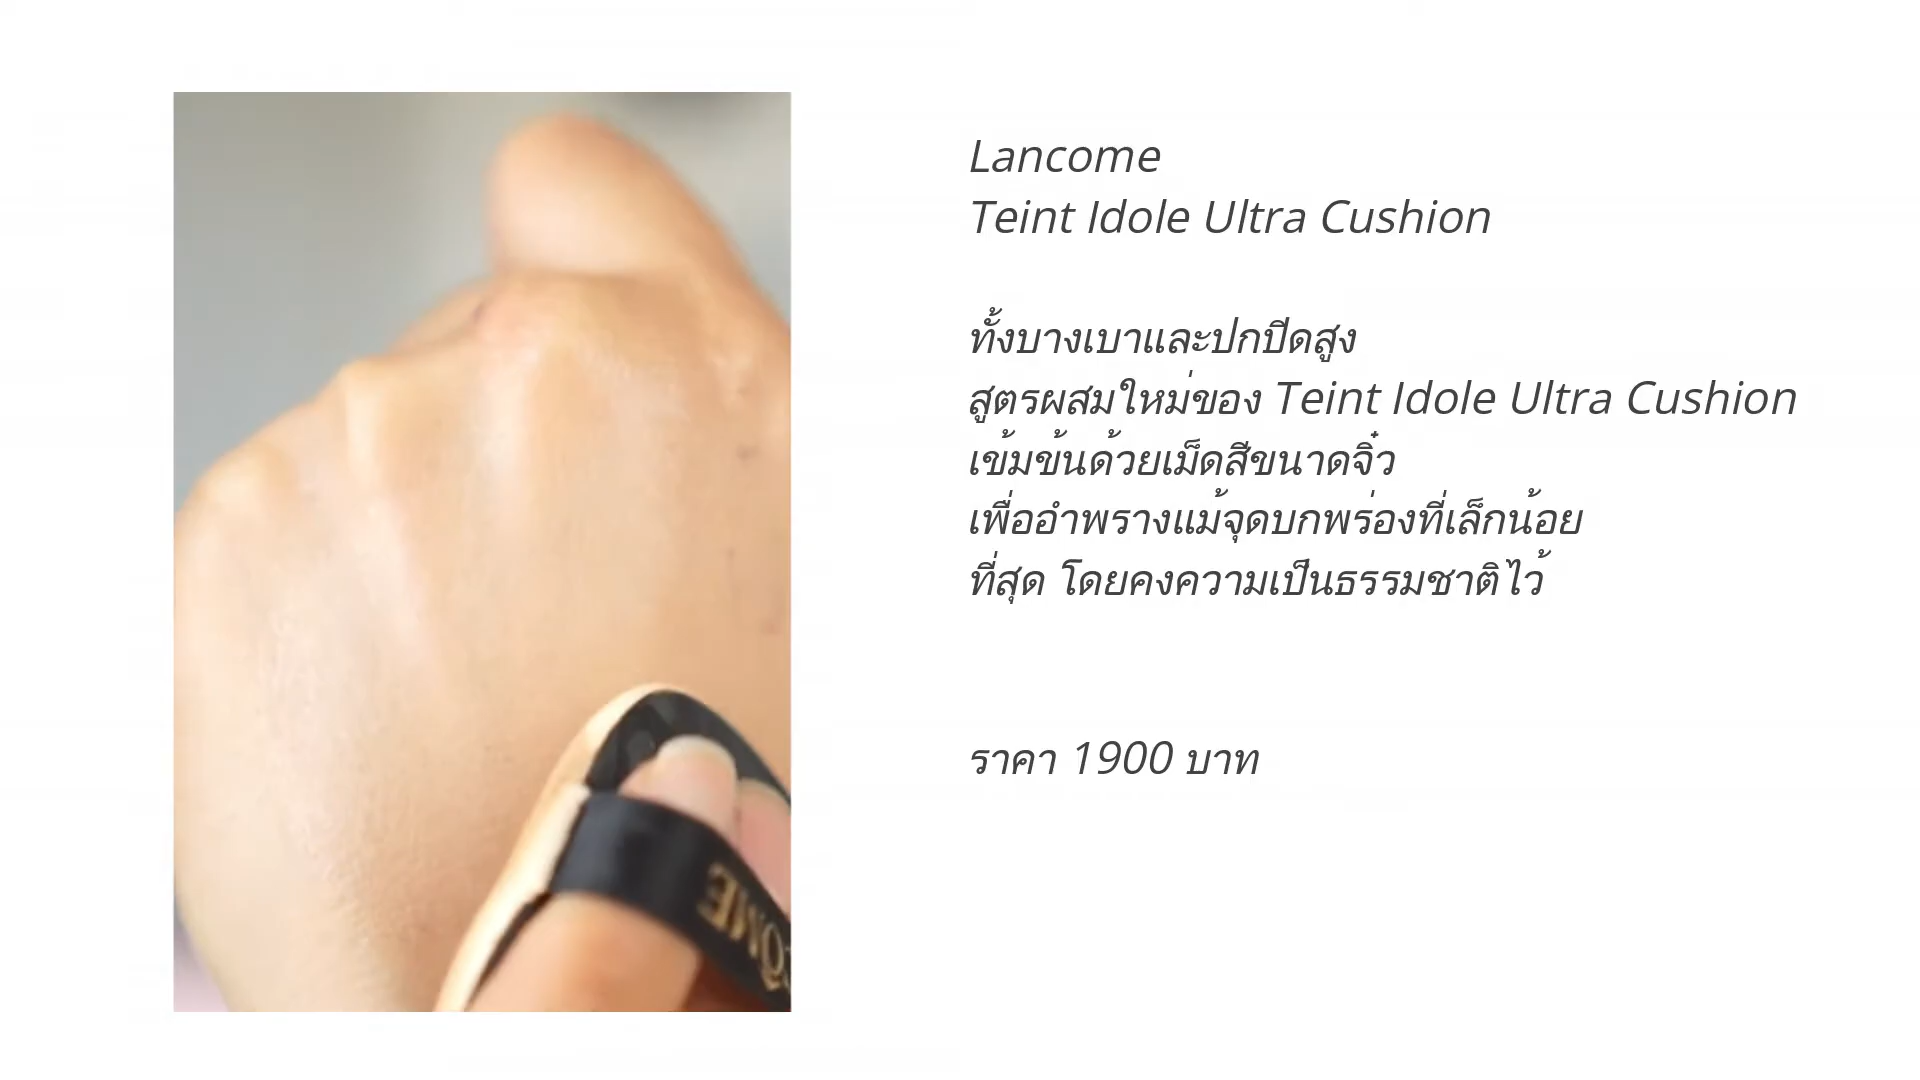 Lancome
Teint Idole Ultra Cushion
ทั้งบางเบาและปกปิดสูง
สูตรผสมใหม่ของ Teint Idole Ultra Cushion
เข้มข้นด้วยเม็ดสีขนาดจิ๋ว
เพื่ออำพรางแม้จุดบกพร่องที่เล็กน้อย
ที่สุด โดยคงความเป็นธรรมชาติไว้
ราคา 1900 บาท
COME